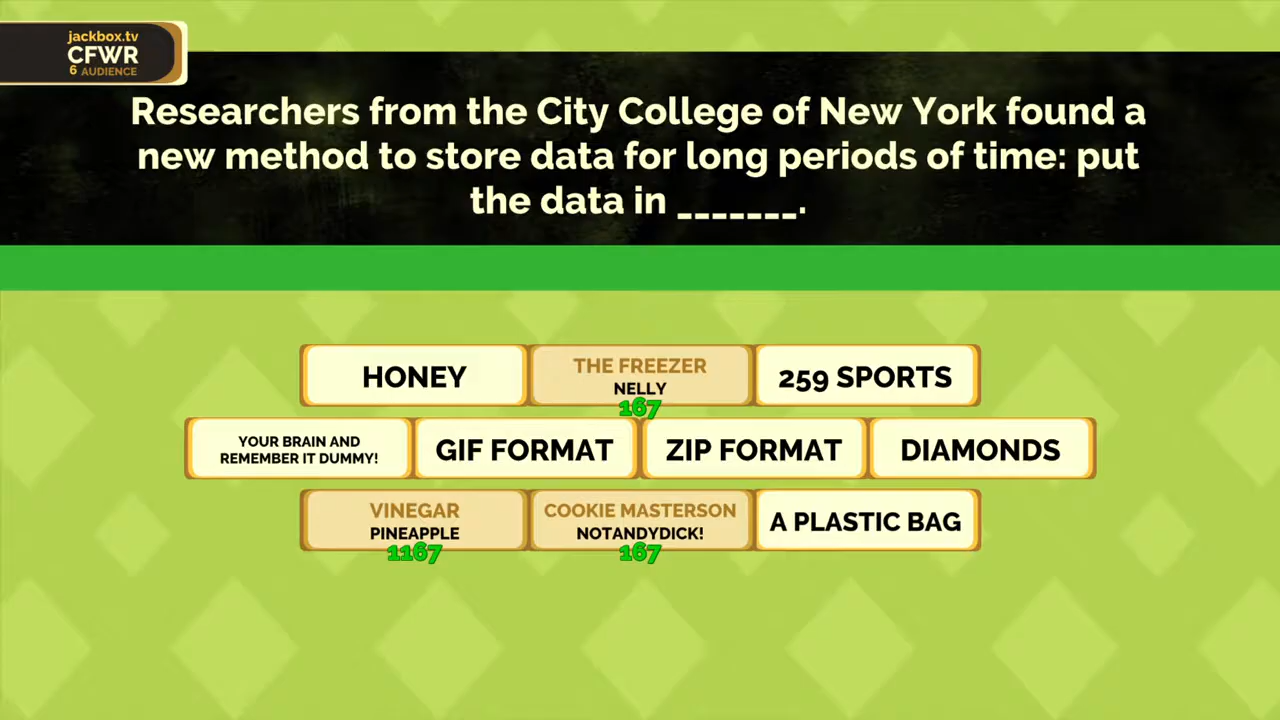 jackbox.tv
CFWR
6 AUDIENCE
Researchers from the City College of New York found a
new method to store data for long periods of time: put
the data in _______.
HONEY
THE FREEZER
NELLY
167
259 SPORTS
YOUR BRAIN AND
REMEMBER IT DUMMY!
GIF FORMAT
ZIP FORMAT
DIAMONDS
VINEGAR
PINEAPPLE
1167
COOKIE MASTERSON
NOTANDYDICK!
167
A PLASTIC BAG